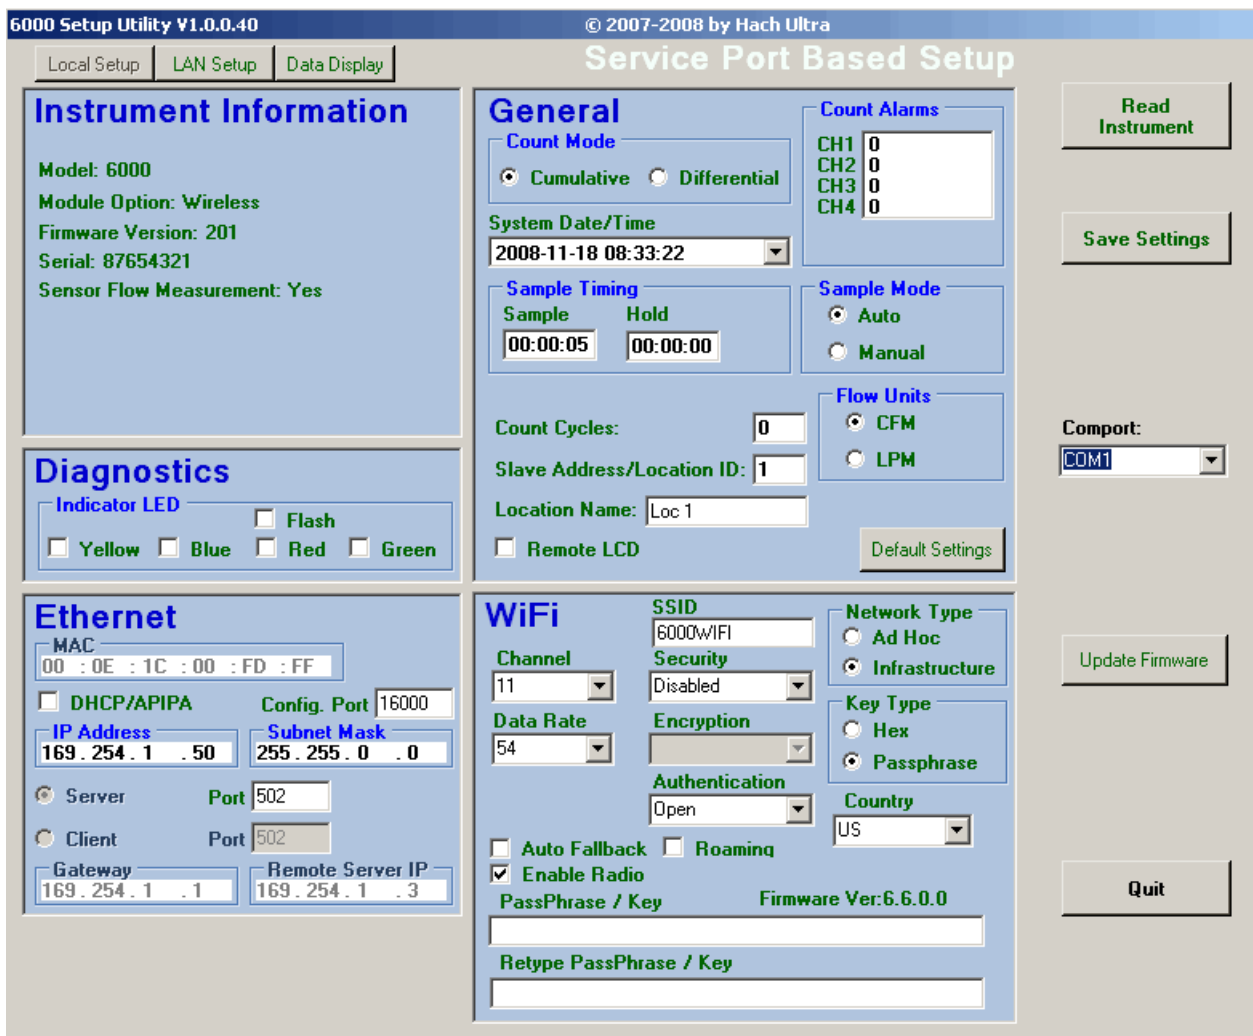 6000 Setup Utility V1.0.0.40 © 2007-2008 by Hach Ultra
Local Setup LAN Setup Data Display
Service Port Based Setup
Instrument Information
Model: 6000
Module Option: Wireless
Firmware Version: 201
Serial: 87654321
Sensor Flow Measurement: Yes
Diagnostics
Indicator LED
Flash
Yellow Blue Red Green
Ethernet
MAC
00 : 0E : 1C : 00 : FD : FF
DHCP/APIPA Config. Port 16000
IP Address Subnet Mask
169 . 254 . 1 . 50 255 . 255 . 0 . 0
Server Port 502
Client Port 502
Gateway Remote Server IP
169 . 254 . 1 . 1 169 . 254 . 1 . 3
General
Count Mode
Cumulative Differential
System Date/Time
2008-11-18 08:33:22
Count Alarms
CH1 0
CH2 0
CH3 0
CH4 0
Sample Timing
Sample Hold
00:00:05 00:00:00
Sample Mode
Auto
Manual
Count Cycles: 0
Slave Address/Location ID: 1
Location Name: Loc 1
Remote LCD
Flow Units
CFM
LPM
Default Settings
WiFi
SSID
6000WIFI
Channel Security
11 Disabled
Data Rate Encryption
54
Authentication
Open
Network Type
Ad Hoc
Infrastructure
Key Type
Hex
Passphrase
Country
US
Auto Fallback Roaming
Enable Radio
PassPhrase / Key Firmware Ver:6.6.0.0
Retype PassPhrase / Key
Read
Instrument
Save Settings
Comport:
COM1
Update Firmware
Quit